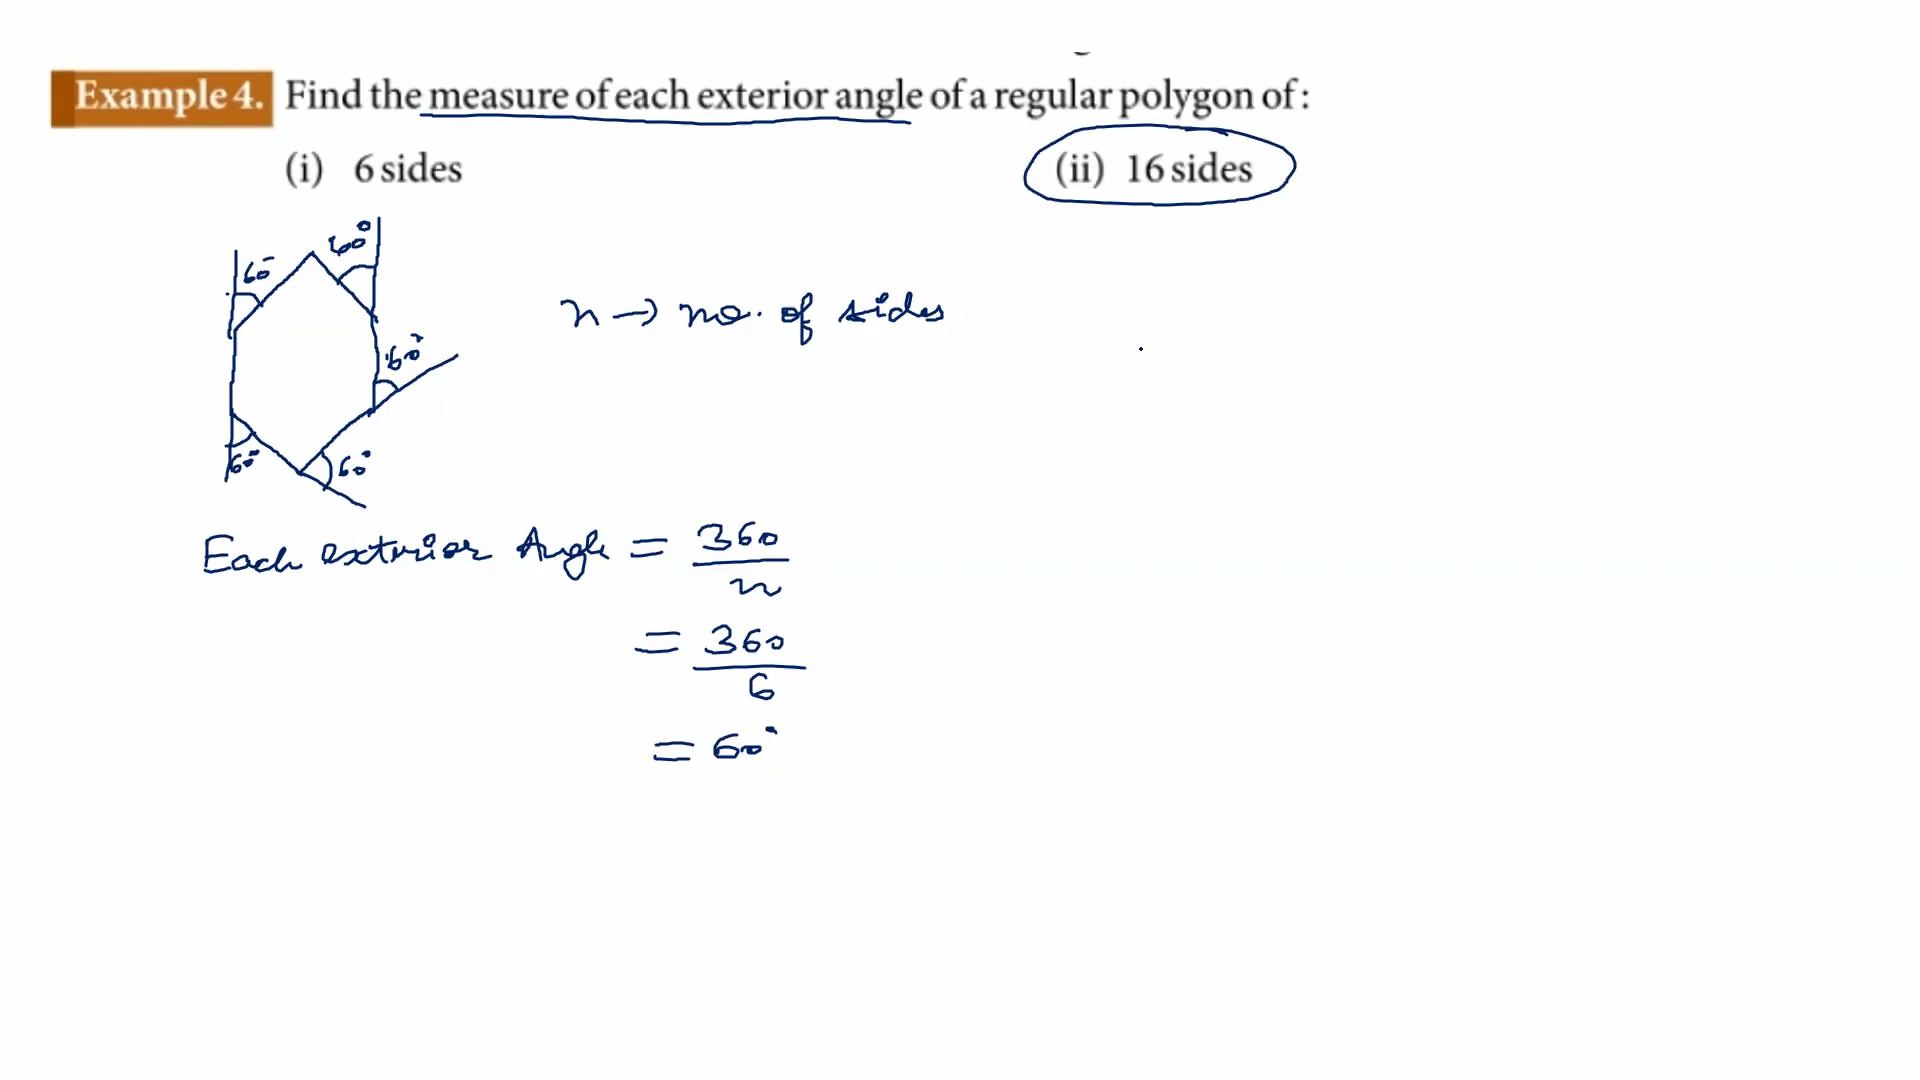 Example 4. Find the measure of each exterior angle of a regular polygon of:
(i) 6 sides
(ii) 16 sides
60°
60°
n → no. of sides
60°
60°
60°
Each exterior Angle = 360/n
= 360/6
= 60°